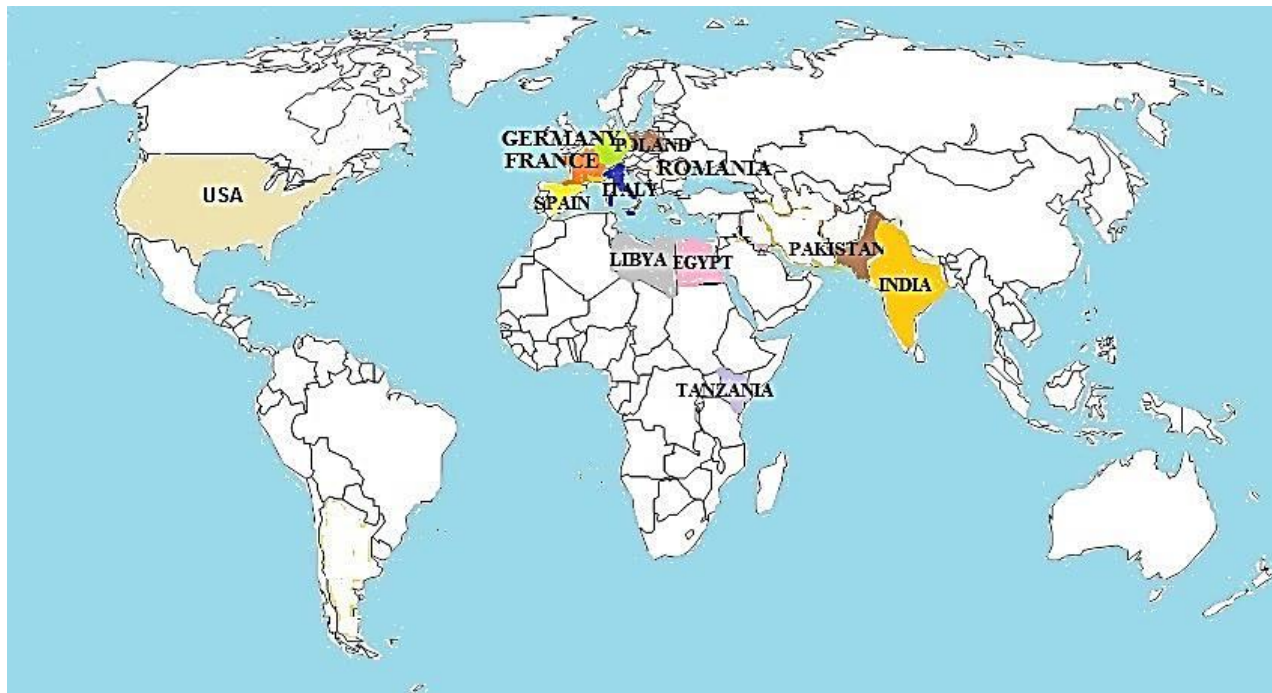 GERMANY
POLAND
FRANCE
ROMANIA
USA
ITALY
SPAIN
PAKISTAN
LIBYA
EGYPT
INDIA
TANZANIA